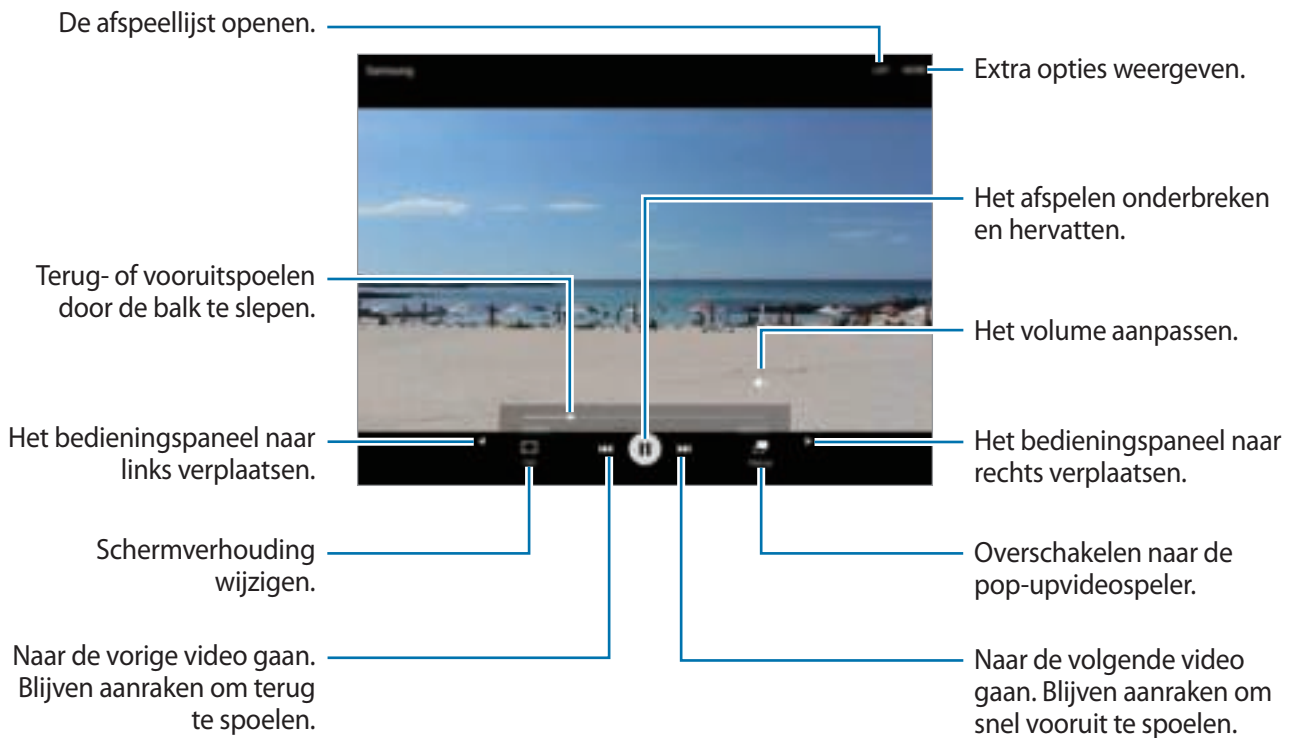 De afspeellijst openen.
Samsung
Extra opties weergeven.
Het afspelen onderbreken
en hervatten.
Terug- of vooruitspoelen
door de balk te slepen.
Het volume aanpassen.
Het bedieningspaneel naar
links verplaatsen.
Het bedieningspaneel naar
rechts verplaatsen.
Schermverhouding
wijzigen.
Overschakelen naar de
pop-upvideospeler.
Naar de vorige video gaan.
Blijven aanraken om terug
te spoelen.
Naar de volgende video
gaan. Blijven aanraken om
snel vooruit te spoelen.